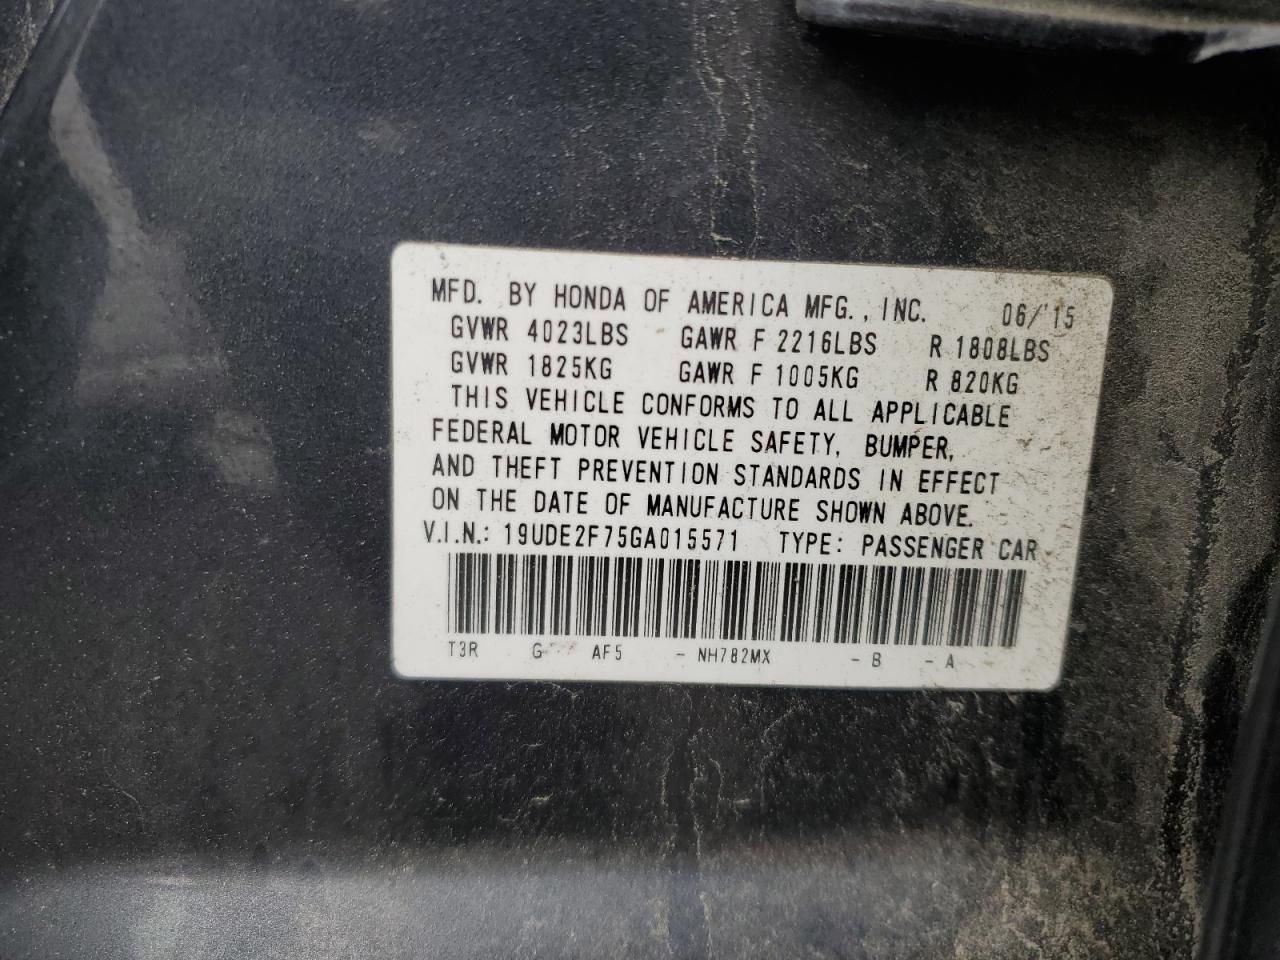 MFD. BY HONDA OF AMERICA MFG., INC. 06/'15
GVWR 4023LBS GAWR F 2216LBS R 1808LBS
GVWR 1825KG GAWR F 1005KG R 820KG
THIS VEHICLE CONFORMS TO ALL APPLICABLE
FEDERAL MOTOR VEHICLE SAFETY, BUMPER,
AND THEFT PREVENTION STANDARDS IN EFFECT
ON THE DATE OF MANUFACTURE SHOWN ABOVE.
V.I.N.: 19UDE2F75GA015571 TYPE: PASSENGER CAR
T3R G AF5 - NH782MX - B - A